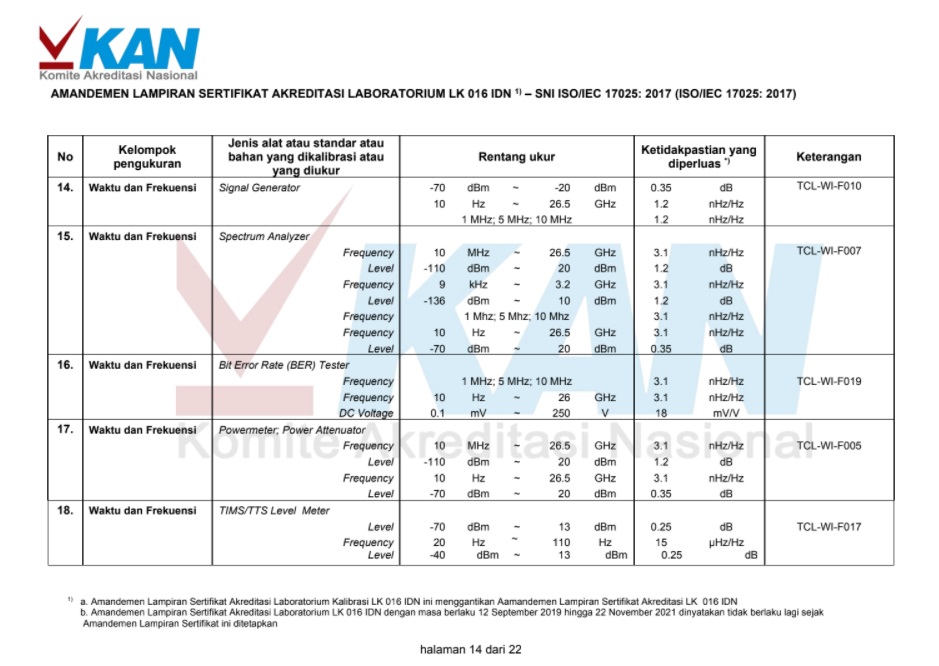 KAN
Komite Akreditasi Nasional
AMANDEMEN LAMPIRAN SERTIFIKAT AKREDITASI LABORATORIUM LK 016 IDN 1) – SNI ISO/IEC 17025: 2017 (ISO/IEC 17025: 2017)
No Kelompok pengukuran Jenis alat atau standar atau bahan yang dikalibrasi atau yang diukur Rentang ukur Ketidakpastian yang diperluas *) Keterangan
14. Waktu dan Frekuensi Signal Generator -70 dBm ~ -20 dBm 0.35 dB TCL-WI-F010
10 Hz ~ 26.5 GHz 1.2 nHz/Hz
1 MHz; 5 MHz; 10 MHz 1.2 nHz/Hz
15. Waktu dan Frekuensi Spectrum Analyzer
Frequency 10 MHz ~ 26.5 GHz 3.1 nHz/Hz TCL-WI-F007
Level -110 dBm ~ 20 dBm 1.2 dB
Frequency 9 kHz ~ 3.2 GHz 3.1 nHz/Hz
Level -136 dBm ~ 10 dBm 1.2 dB
Frequency 1 Mhz; 5 Mhz; 10 Mhz 3.1 nHz/Hz
Frequency 10 Hz ~ 26.5 GHz 3.1 nHz/Hz
Level -70 dBm ~ 20 dBm 0.35 dB
16. Waktu dan Frekuensi Bit Error Rate (BER) Tester
Frequency 1 MHz; 5 MHz; 10 MHz 3.1 nHz/Hz TCL-WI-F019
Frequency 10 Hz ~ 26 GHz 3.1 nHz/Hz
DC Voltage 0.1 mV ~ 250 V 18 mV/V
17. Waktu dan Frekuensi Powermeter; Power Attenuator
Frequency 10 MHz ~ 26.5 GHz 3.1 nHz/Hz TCL-WI-F005
Level -110 dBm ~ 20 dBm 1.2 dB
Frequency 10 Hz ~ 26.5 GHz 3.1 nHz/Hz
Level -70 dBm ~ 20 dBm 0.35 dB
18. Waktu dan Frekuensi TIMS/TTS Level Meter
Level -70 dBm ~ 13 dBm 0.25 dB TCL-WI-F017
Frequency 20 Hz ~ 110 Hz 15 µHz/Hz
Level -40 dBm ~ 13 dBm 0.25 dB
KAN
Komite Akreditasi Nasional
1) a. Amandemen Lampiran Sertifikat Akreditasi Laboratorium Kalibrasi LK 016 IDN ini menggantikan Aamandemen Lampiran Sertifikat Akreditasi LK 016 IDN
b. Amandemen Lampiran Sertifikat Akreditasi Laboratorium LK 016 IDN dengan masa berlaku 12 September 2019 hingga 22 November 2021 dinyatakan tidak berlaku lagi sejak
Amandemen Lampiran Sertifikat ini ditetapkan
halaman 14 dari 22